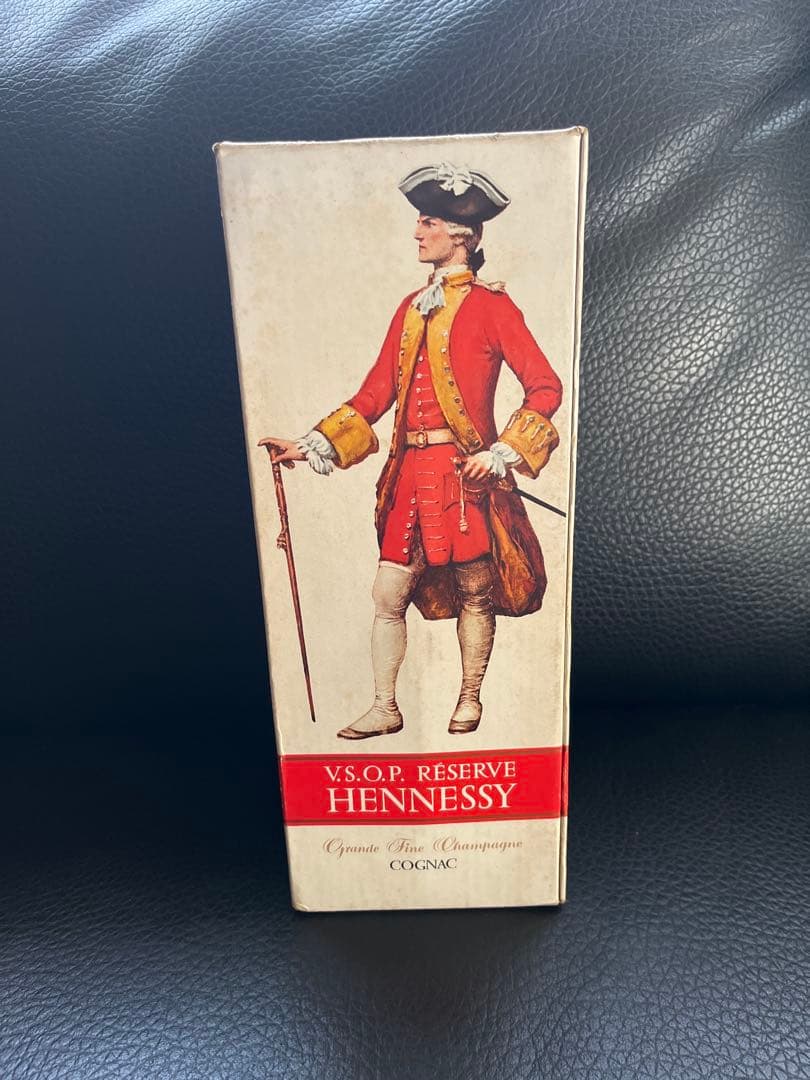 V.S.O.P. RÉSERVE
HENNESSY
Grande Fine Champagne
COGNAC